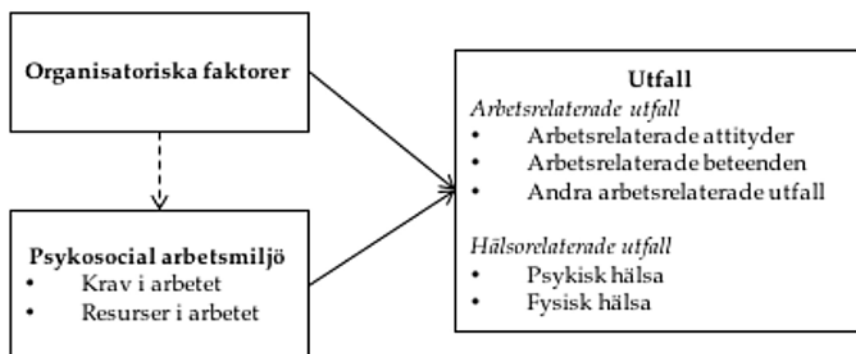 Organisatoriska faktorer
Psykosocial arbetsmiljö
• Krav i arbetet
• Resurser i arbetet
Utfall
Arbetsrelaterade utfall
• Arbetsrelaterade attityder
• Arbetsrelaterade beteenden
• Andra arbetsrelaterade utfall
Hälsorelaterade utfall
• Psykisk hälsa
• Fysisk hälsa